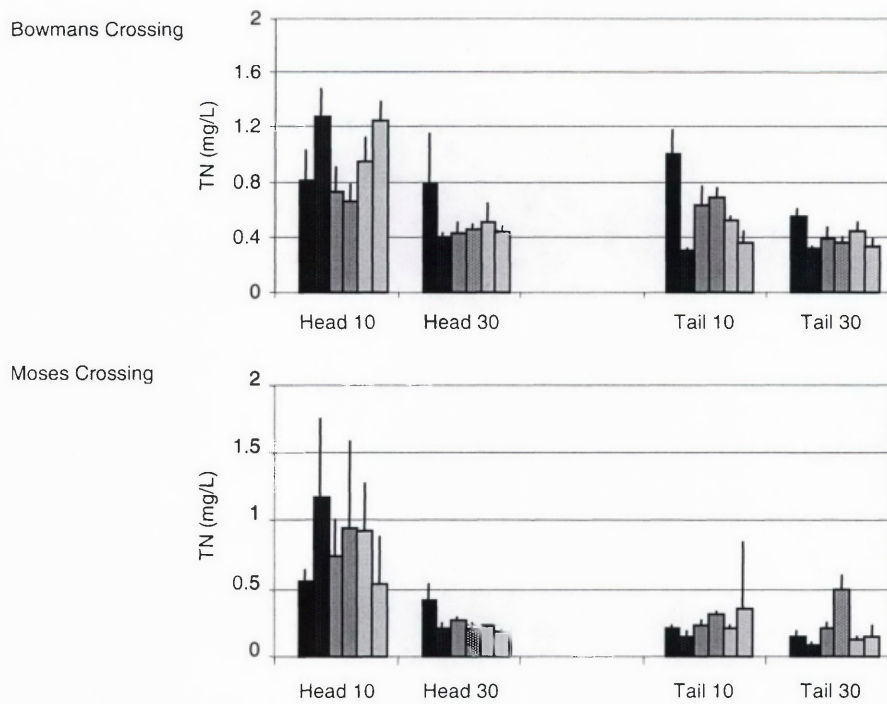 Bowmans Crossing
TN (mg/L)
2
1.6
1.2
0.8
0.4
0
Head 10 Head 30 Tail 10 Tail 30
Moses Crossing
TN (mg/L)
2
1.5
1
0.5
0
Head 10 Head 30 Tail 10 Tail 30